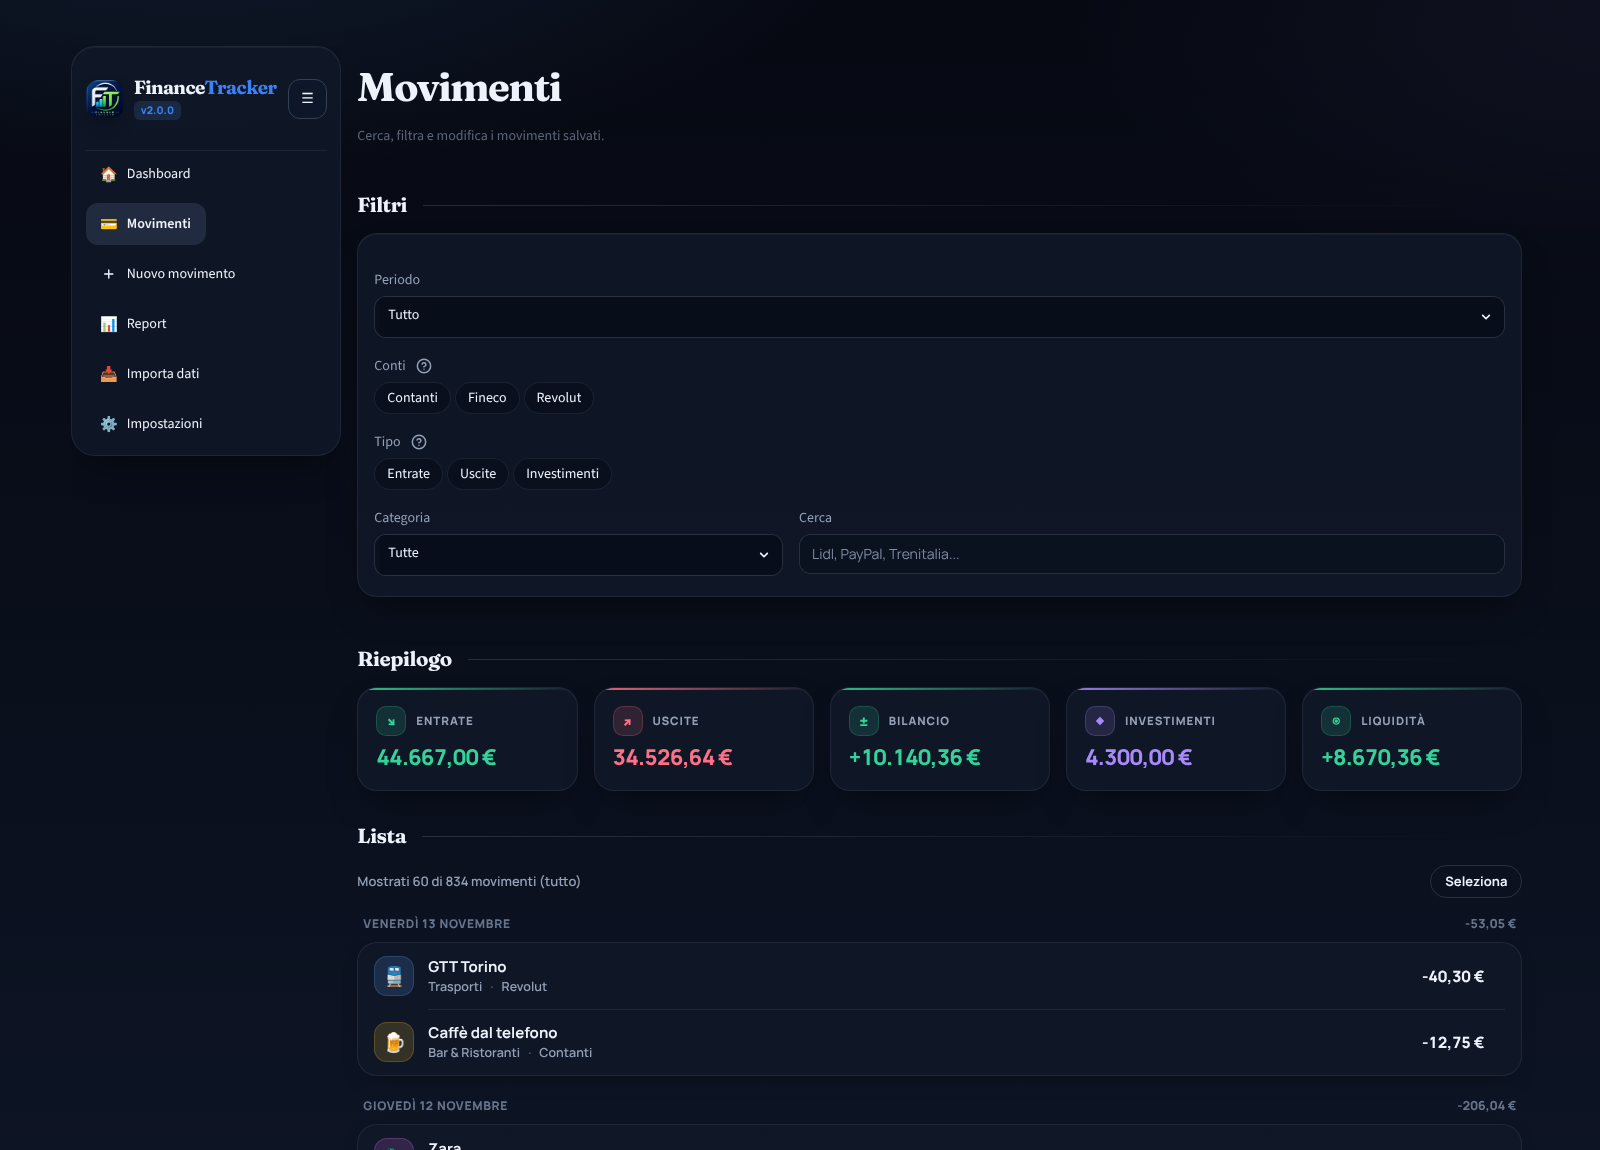 FinanceTracker
v2.0.0
Dashboard
Movimenti
Nuovo movimento
Report
Importa dati
Impostazioni
Movimenti
Cerca, filtra e modifica i movimenti salvati.
Filtri
Periodo
Tutto
Conti
Contanti Fineco Revolut
Tipo
Entrate Uscite Investimenti
Categoria Cerca
Tutte Lidl, PayPal, Trenitalia...
Riepilogo
ENTRATE
44.667,00 €
USCITE
34.526,64 €
BILANCIO
+10.140,36 €
INVESTIMENTI
4.300,00 €
LIQUIDITÀ
+8.670,36 €
Lista
Mostrati 60 di 834 movimenti (tutto) Seleziona
VENERDÌ 13 NOVEMBRE -53,05 €
GTT Torino
Trasporti · Revolut
-40,30 €
Caffè dal telefono
Bar & Ristoranti · Contanti
-12,75 €
GIOVEDÌ 12 NOVEMBRE -206,04 €
Zara